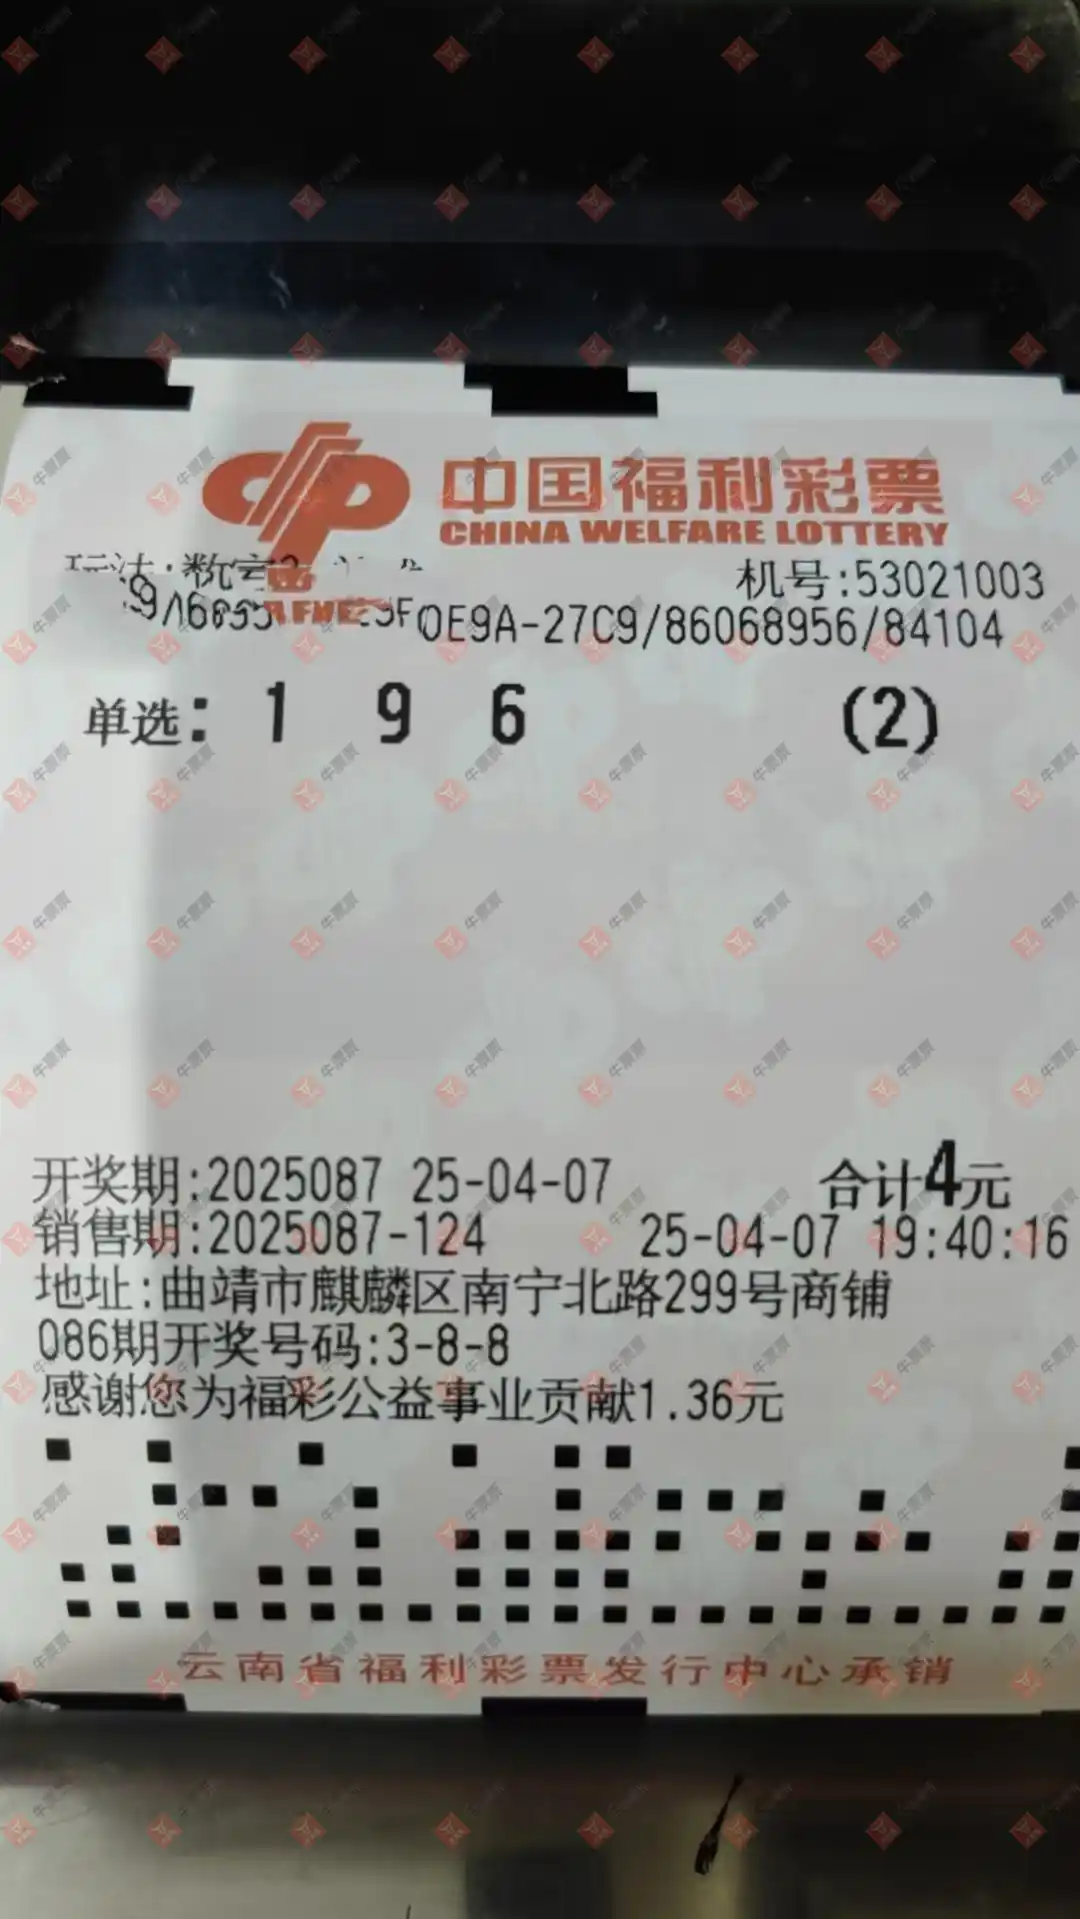 中国福利彩票
CHINA WELFARE LOTTERY
机号:53021003
0E9A-27C9/86068956/84104
单选: 1 9 6 (2)
开奖期:2025087 25-04-07 合计4元
销售期:2025087-124 25-04-07 19:40:16
地址:曲靖市麒麟区南宁北路299号商铺
086期开奖号码:3-8-8
感谢您为福彩公益事业贡献1.36元
云南省福利彩票发行中心承销
牛票票